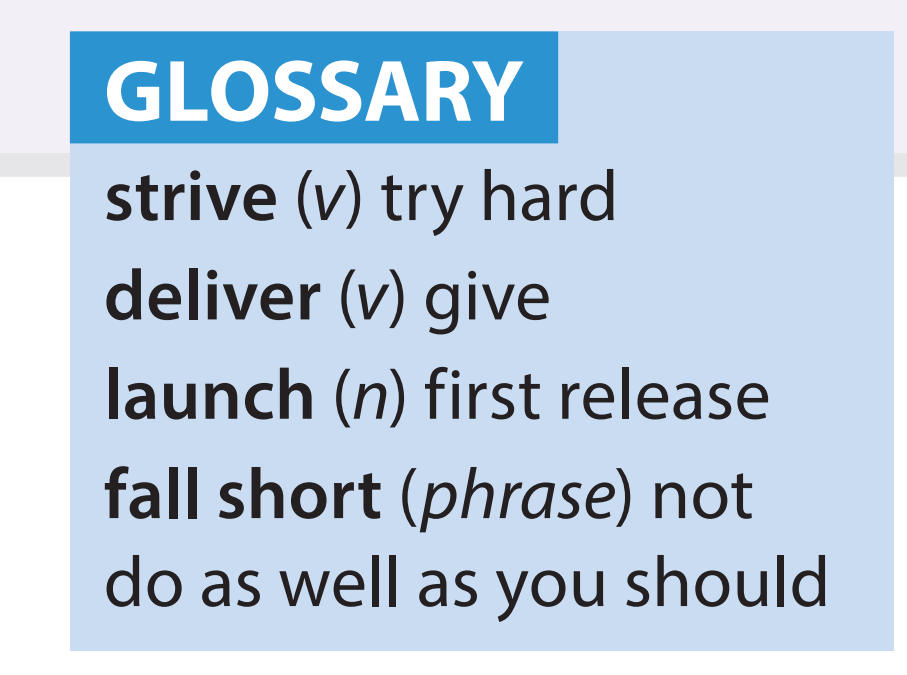 GLOSSARY
strive (v) try hard
deliver (v) give
launch (n) first release
fall short (phrase) not
do as well as you should